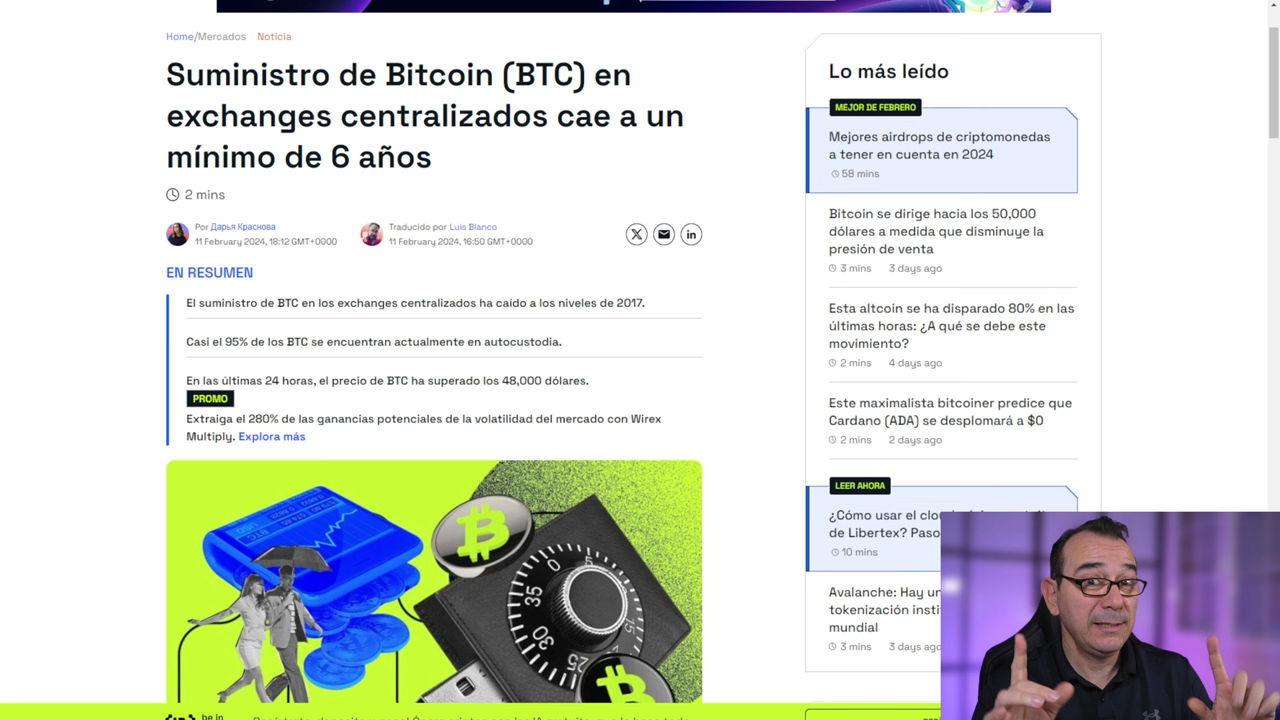 Home/Mercados Noticia
Suministro de Bitcoin (BTC) en
exchanges centralizados cae a un
mínimo de 6 años
2 mins
Por Дарья Краснова
11 February 2024, 18:12 GMT+0000
Traducido por Luis Blanco
11 February 2024, 16:50 GMT+0000
EN RESUMEN
El suministro de BTC en los exchanges centralizados ha caído a los niveles de 2017.
Casi el 95% de los BTC se encuentran actualmente en autocustodia.
En las últimas 24 horas, el precio de BTC ha superado los 48,000 dólares.
PROMO
Extraiga el 280% de las ganancias potenciales de la volatilidad del mercado con Wirex
Multiply. Explora más
0 5
35
30
25
15
be in
Lo más leído
MEJOR DE FEBRERO
Mejores airdrops de criptomonedas
a tener en cuenta en 2024
58 mins
Bitcoin se dirige hacia los 50,000
dólares a medida que disminuye la
presión de venta
3 mins 3 days ago
Esta altcoin se ha disparado 80% en las
últimas horas: ¿A qué se debe este
movimiento?
2 mins 4 days ago
Este maximalista bitcoiner predice que
Cardano (ADA) se desplomará a $0
2 mins 2 days ago
LEER AHORA
¿Cómo usar el
de Libertex?
10 mins
Avalanche: Hay
mundial
3 mins 3 days ago